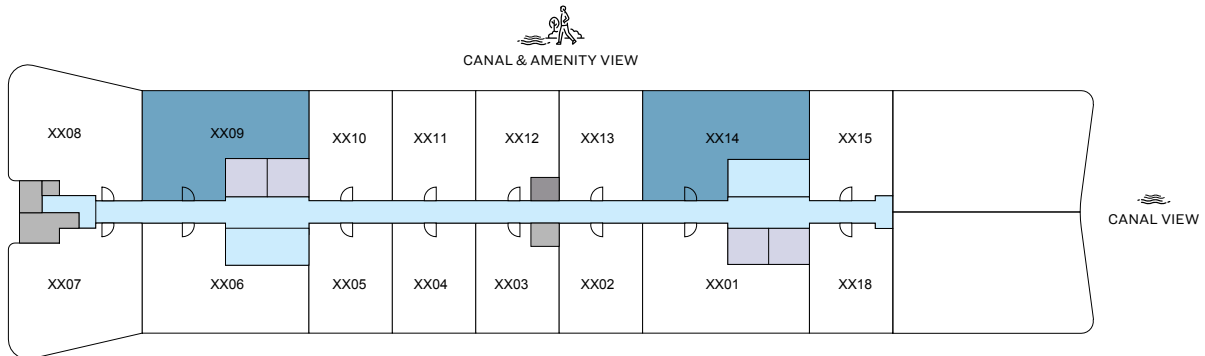 CANAL & AMENITY VIEW
XX08
XX09
XX10
XX11
XX12
XX13
XX14
XX15
CANAL VIEW
XX07
XX06
XX05
XX04
XX03
XX02
XX01
XX18